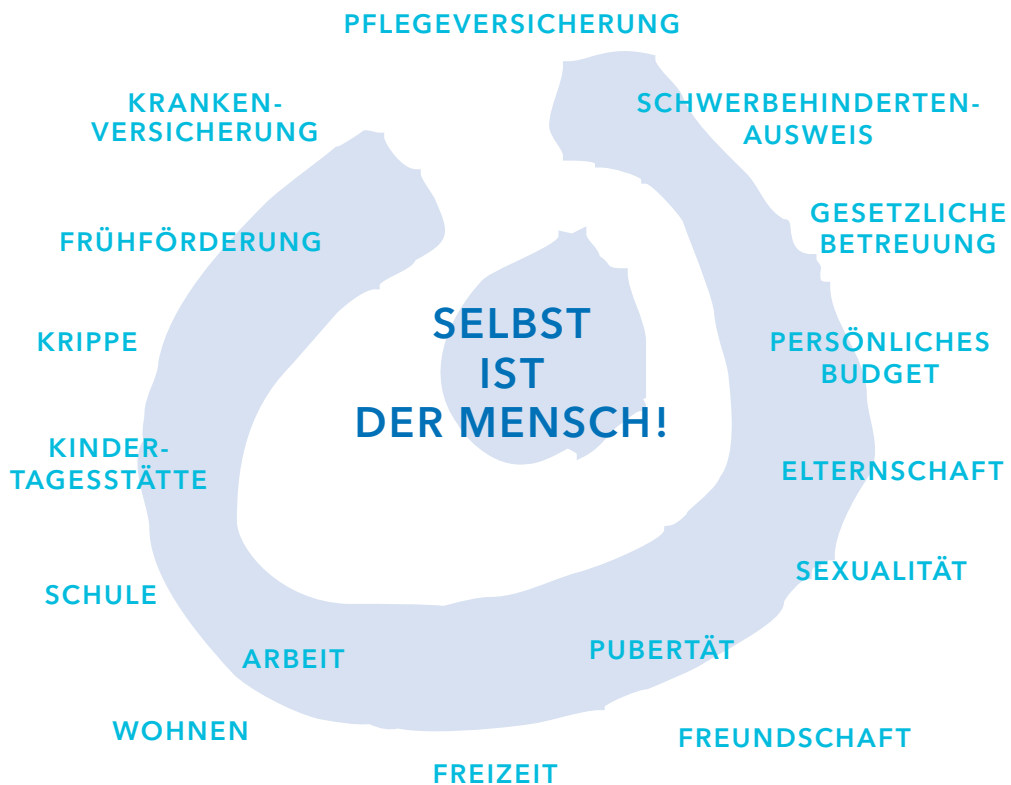 PFLEGEVERSICHERUNG
KRANKEN-
VERSICHERUNG
SCHWERBEHINDERTEN-
AUSWEIS
FRÜHFÖRDERUNG
GESETZLICHE
BETREUUNG
KRIPPE
SELBST
IST
DER MENSCH!
PERSÖNLICHES
BUDGET
KINDER-
TAGESSTÄTTE
ELTERNSCHAFT
SCHULE
SEXUALITÄT
ARBEIT
PUBERTÄT
WOHNEN
FREUNDSCHAFT
FREIZEIT